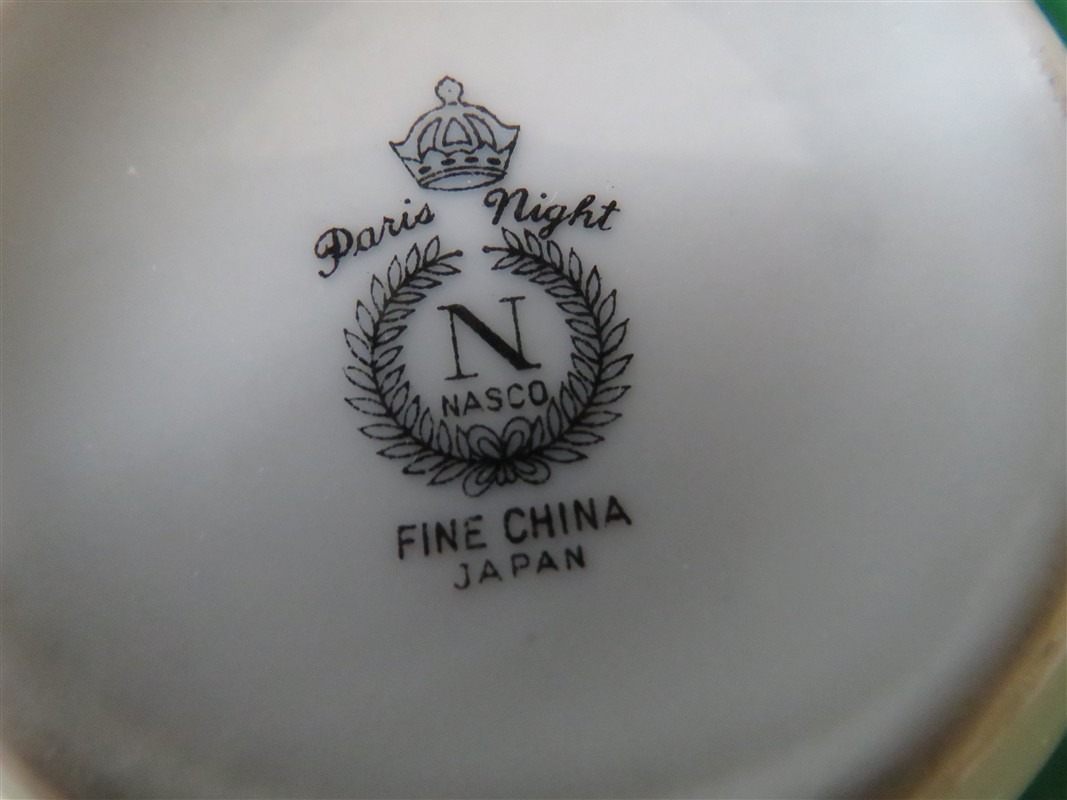 Paris Night
N
NASCO
FINE CHINA
JAPAN